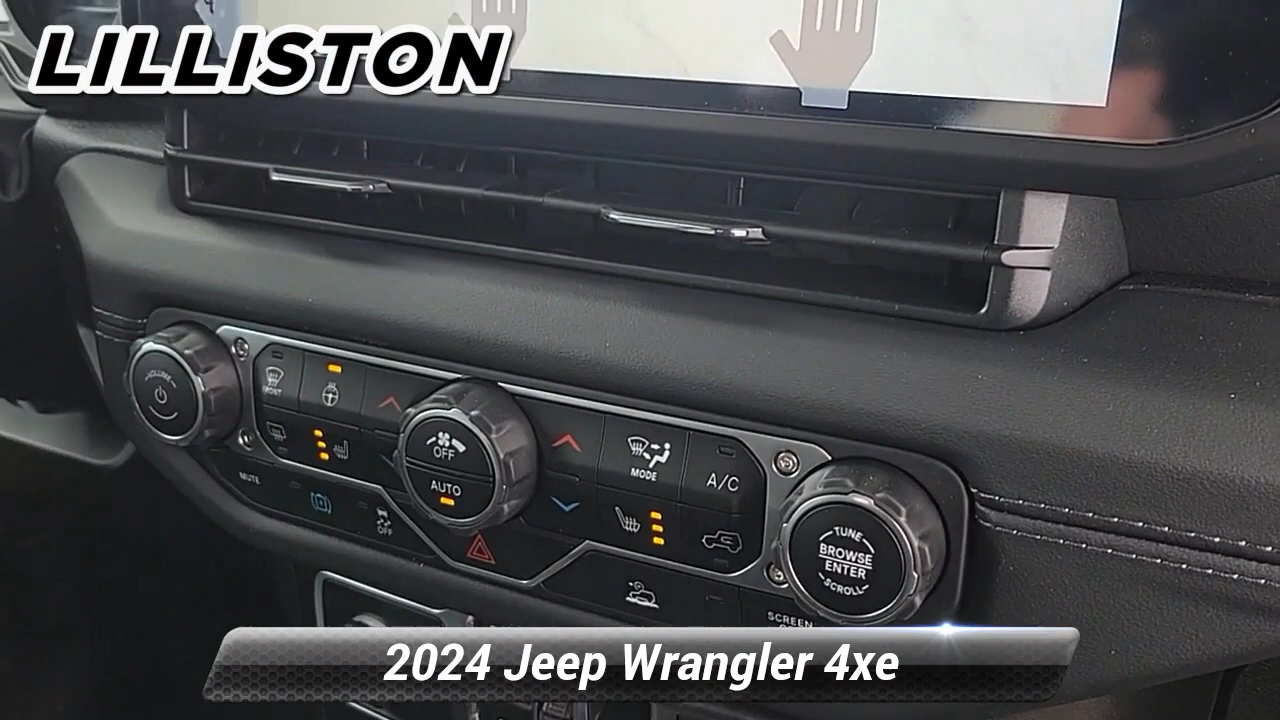 LILLISTON
VOLUME
FRONT
OFF
AUTO
MODE
A/C
MUTE
OFF
TUNE
BROWSE
ENTER
SCROLL
SCREEN
2024 Jeep Wrangler 4xe